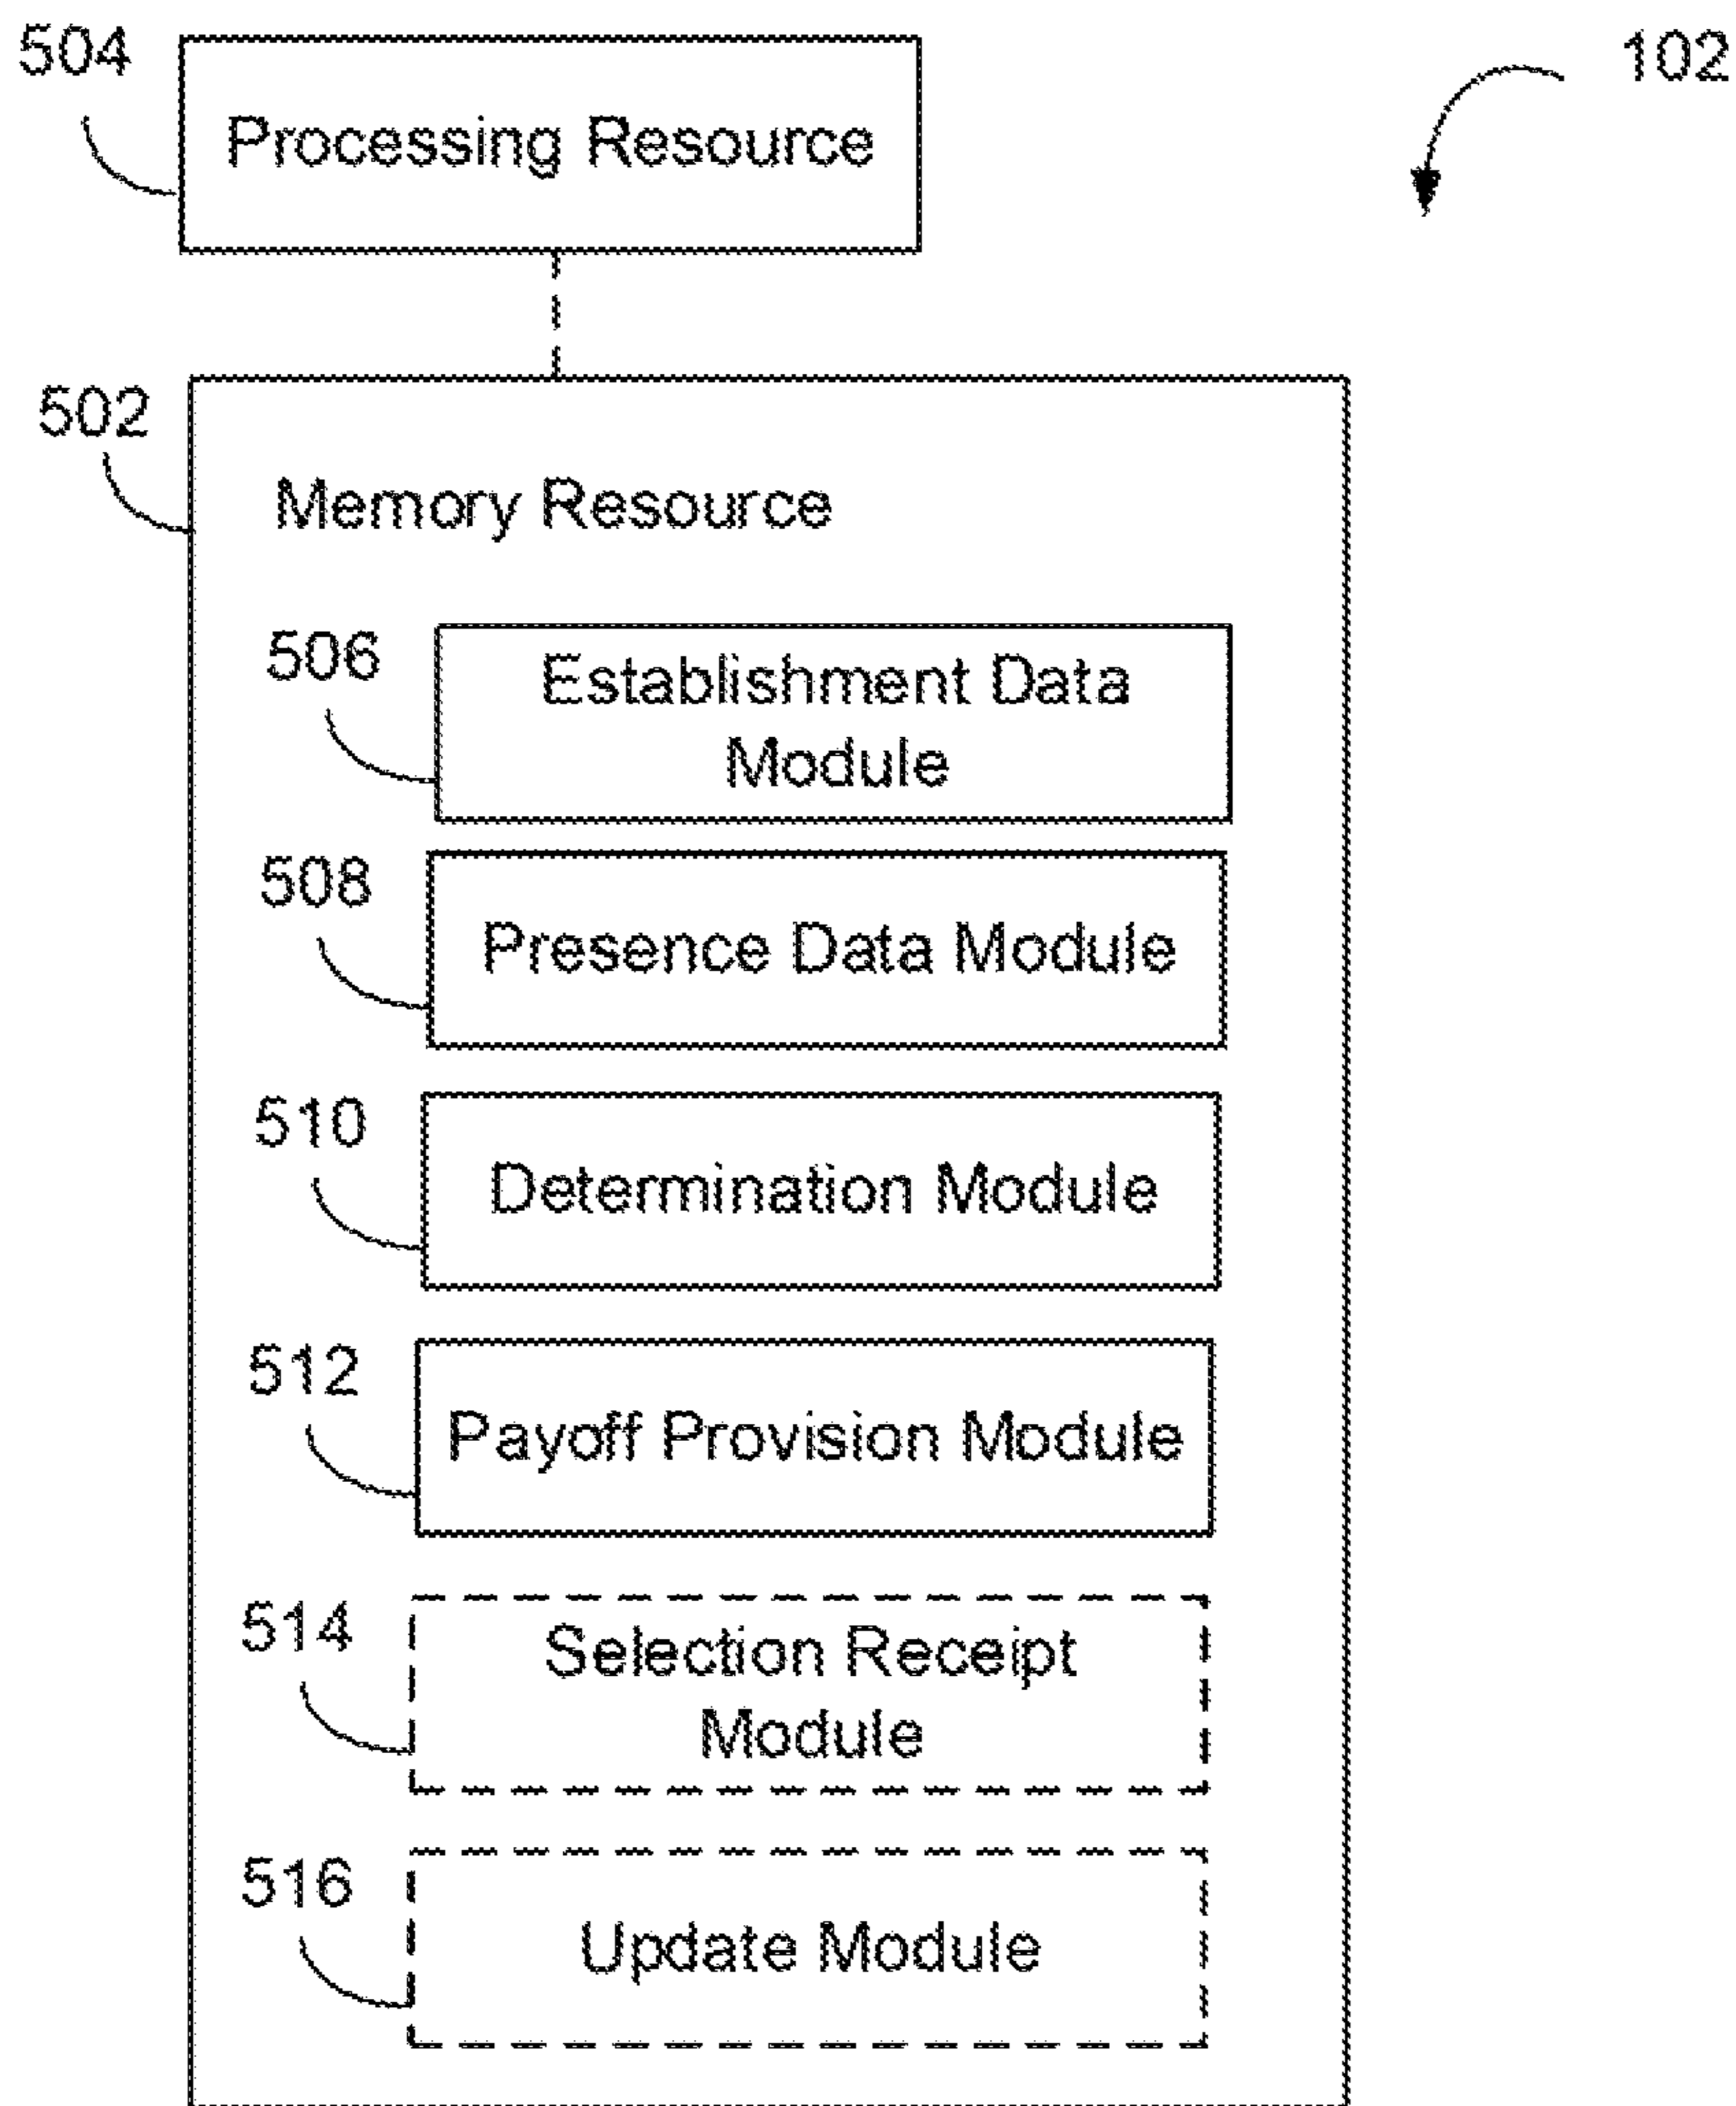 504
102
Processing Resource
502
Memory Resource
506
Establishment Data
Module
508
Presence Data Module
510
Determination Module
512
Payoff Provision Module
514
Selection Receipt
Module
516
Update Module